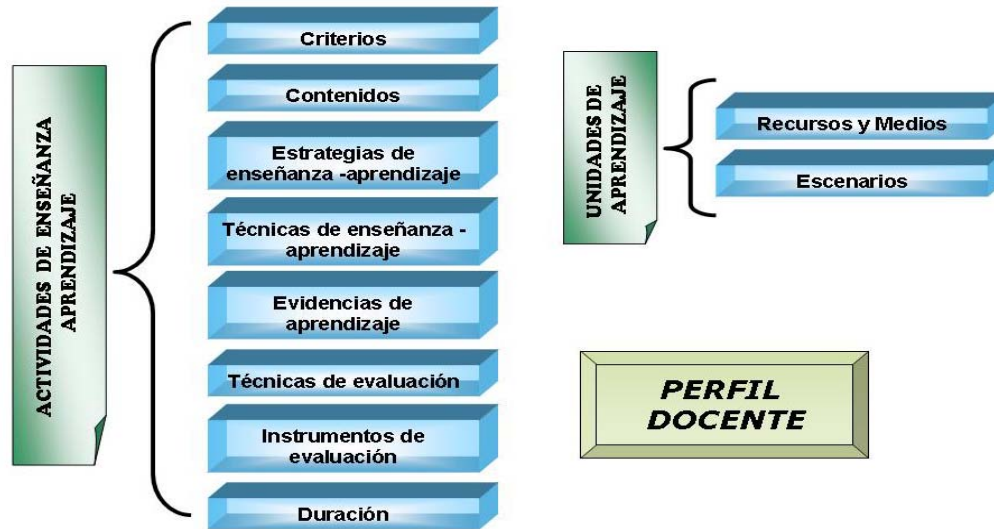 ACTIVIDADES DE ENSEÑANZA
APRENDIZAJE
Criterios
Contenidos
Estrategias de
enseñanza -aprendizaje
Técnicas de enseñanza -
aprendizaje
Evidencias de
aprendizaje
Técnicas de evaluación
Instrumentos de
evaluación
Duración
UNIDADES DE
APRENDIZAJE
Recursos y Medios
Escenarios
PERFIL
DOCENTE